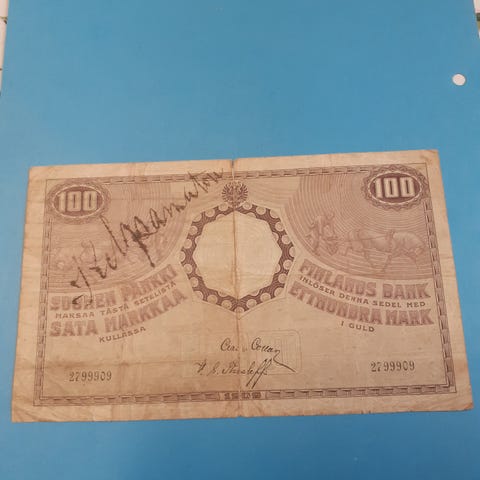 100
100
SUOMEN PANKKI
MAKSAA TÄSTÄ SETELISTÄ
SATA MARKKAA
KULLASSA
FINLANDS BANK
INLÖSER DENNA SEDEL MED
ETTHUNDRA MARK
I GULD
2799909
2799909
1909